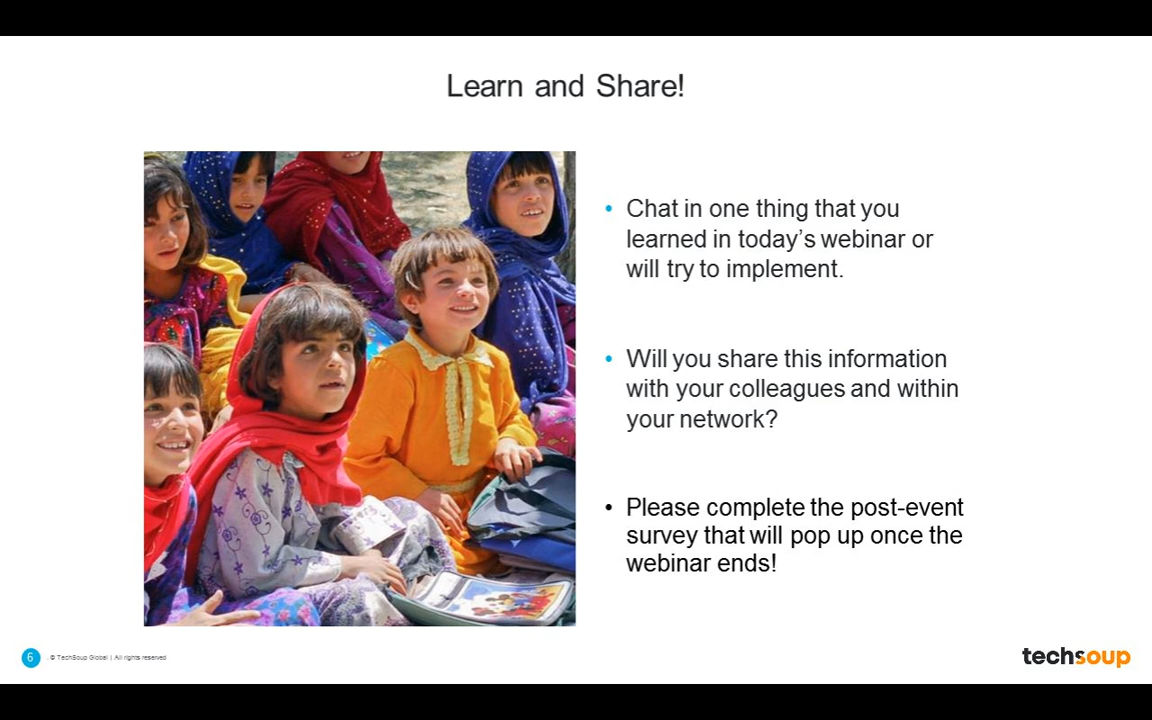 Learn and Share!
• Chat in one thing that you
learned in today's webinar or
will try to implement.
• Will you share this information
with your colleagues and within
your network?
• Please complete the post-event
survey that will pop up once the
webinar ends!
6
© TechSoup Global | All rights reserved
techsoup